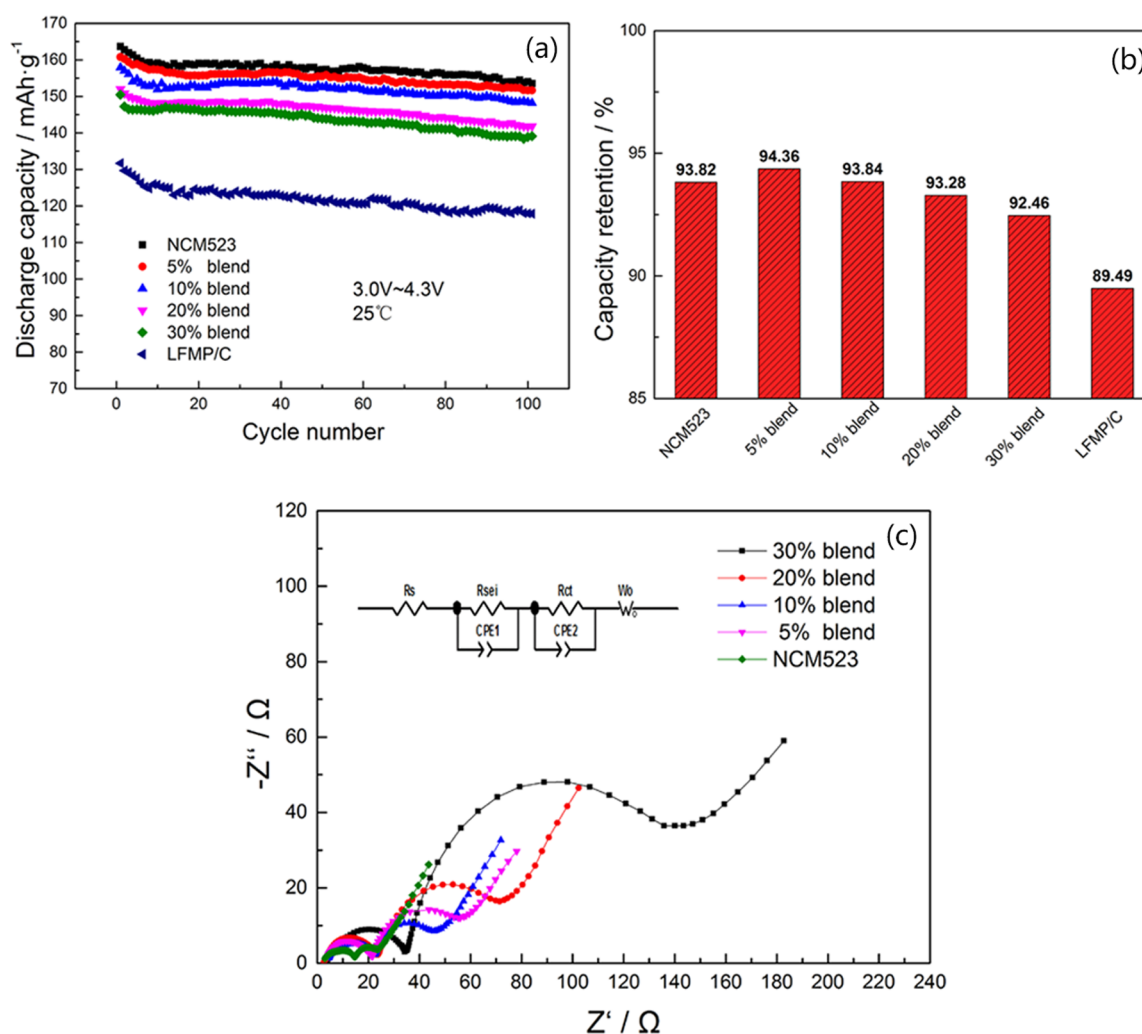 170
160
150
140
130
120
110
100
90
80
70
0
20
40
60
80
100
Discharge capacity / mAh·g⁻¹
Cycle number
(a)
NCM523
5% blend
10% blend
20% blend
30% blend
LFMP/C
3.0V~4.3V
25℃
100
95
90
85
Capacity retention / %
(b)
93.82
94.36
93.84
93.28
92.46
89.49
NCM523
5% blend
10% blend
20% blend
30% blend
LFMP/C
120
100
80
60
40
20
0
0 20 40 60 80 100 120 140 160 180 200 220 240
-Z‘‘ / Ω
Z‘ / Ω
(c)
Rs
Rsei
Rct
Wo
CPE1
CPE2
30% blend
20% blend
10% blend
5% blend
NCM523